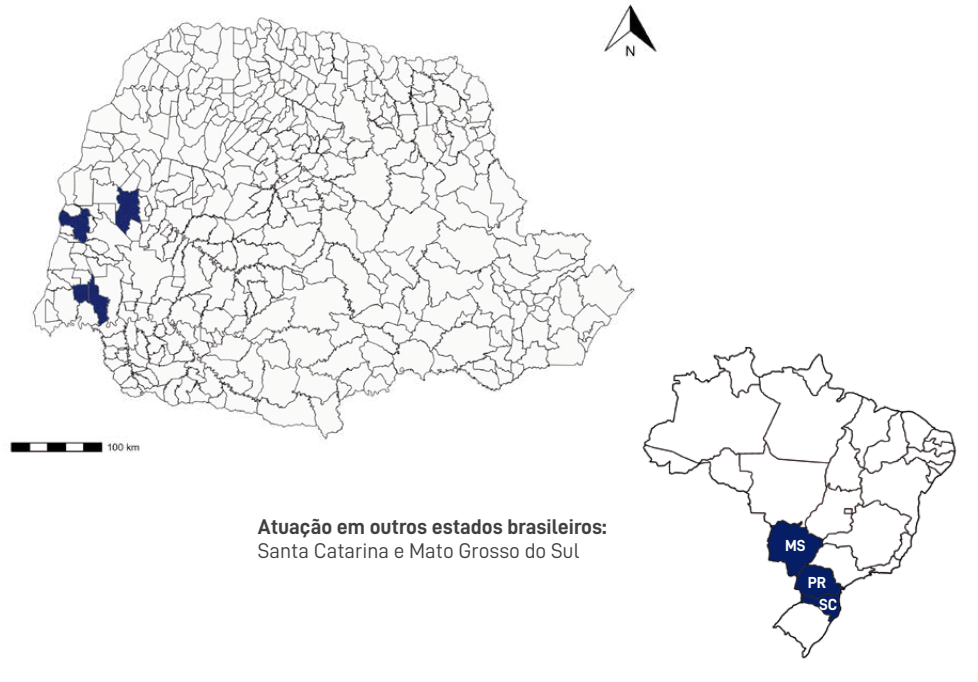 N
100 km
Atuação em outros estados brasileiros:
Santa Catarina e Mato Grosso do Sul
MS
PR
SC